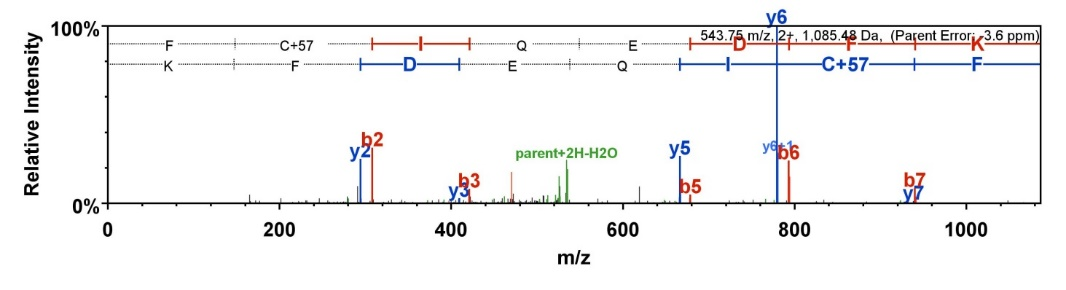 y6
100%
543.75 m/z, 2+, 1,085.48 Da, (Parent Error: -3.6 ppm)
F C+57 I Q E D F K
K F D E Q I C+57 F
Relative Intensity
y2 b2 parent+2H-H2O y5 y6+1 b6
y3 b3 b5 b7 y7
0%
0 200 400 600 800 1000
m/z